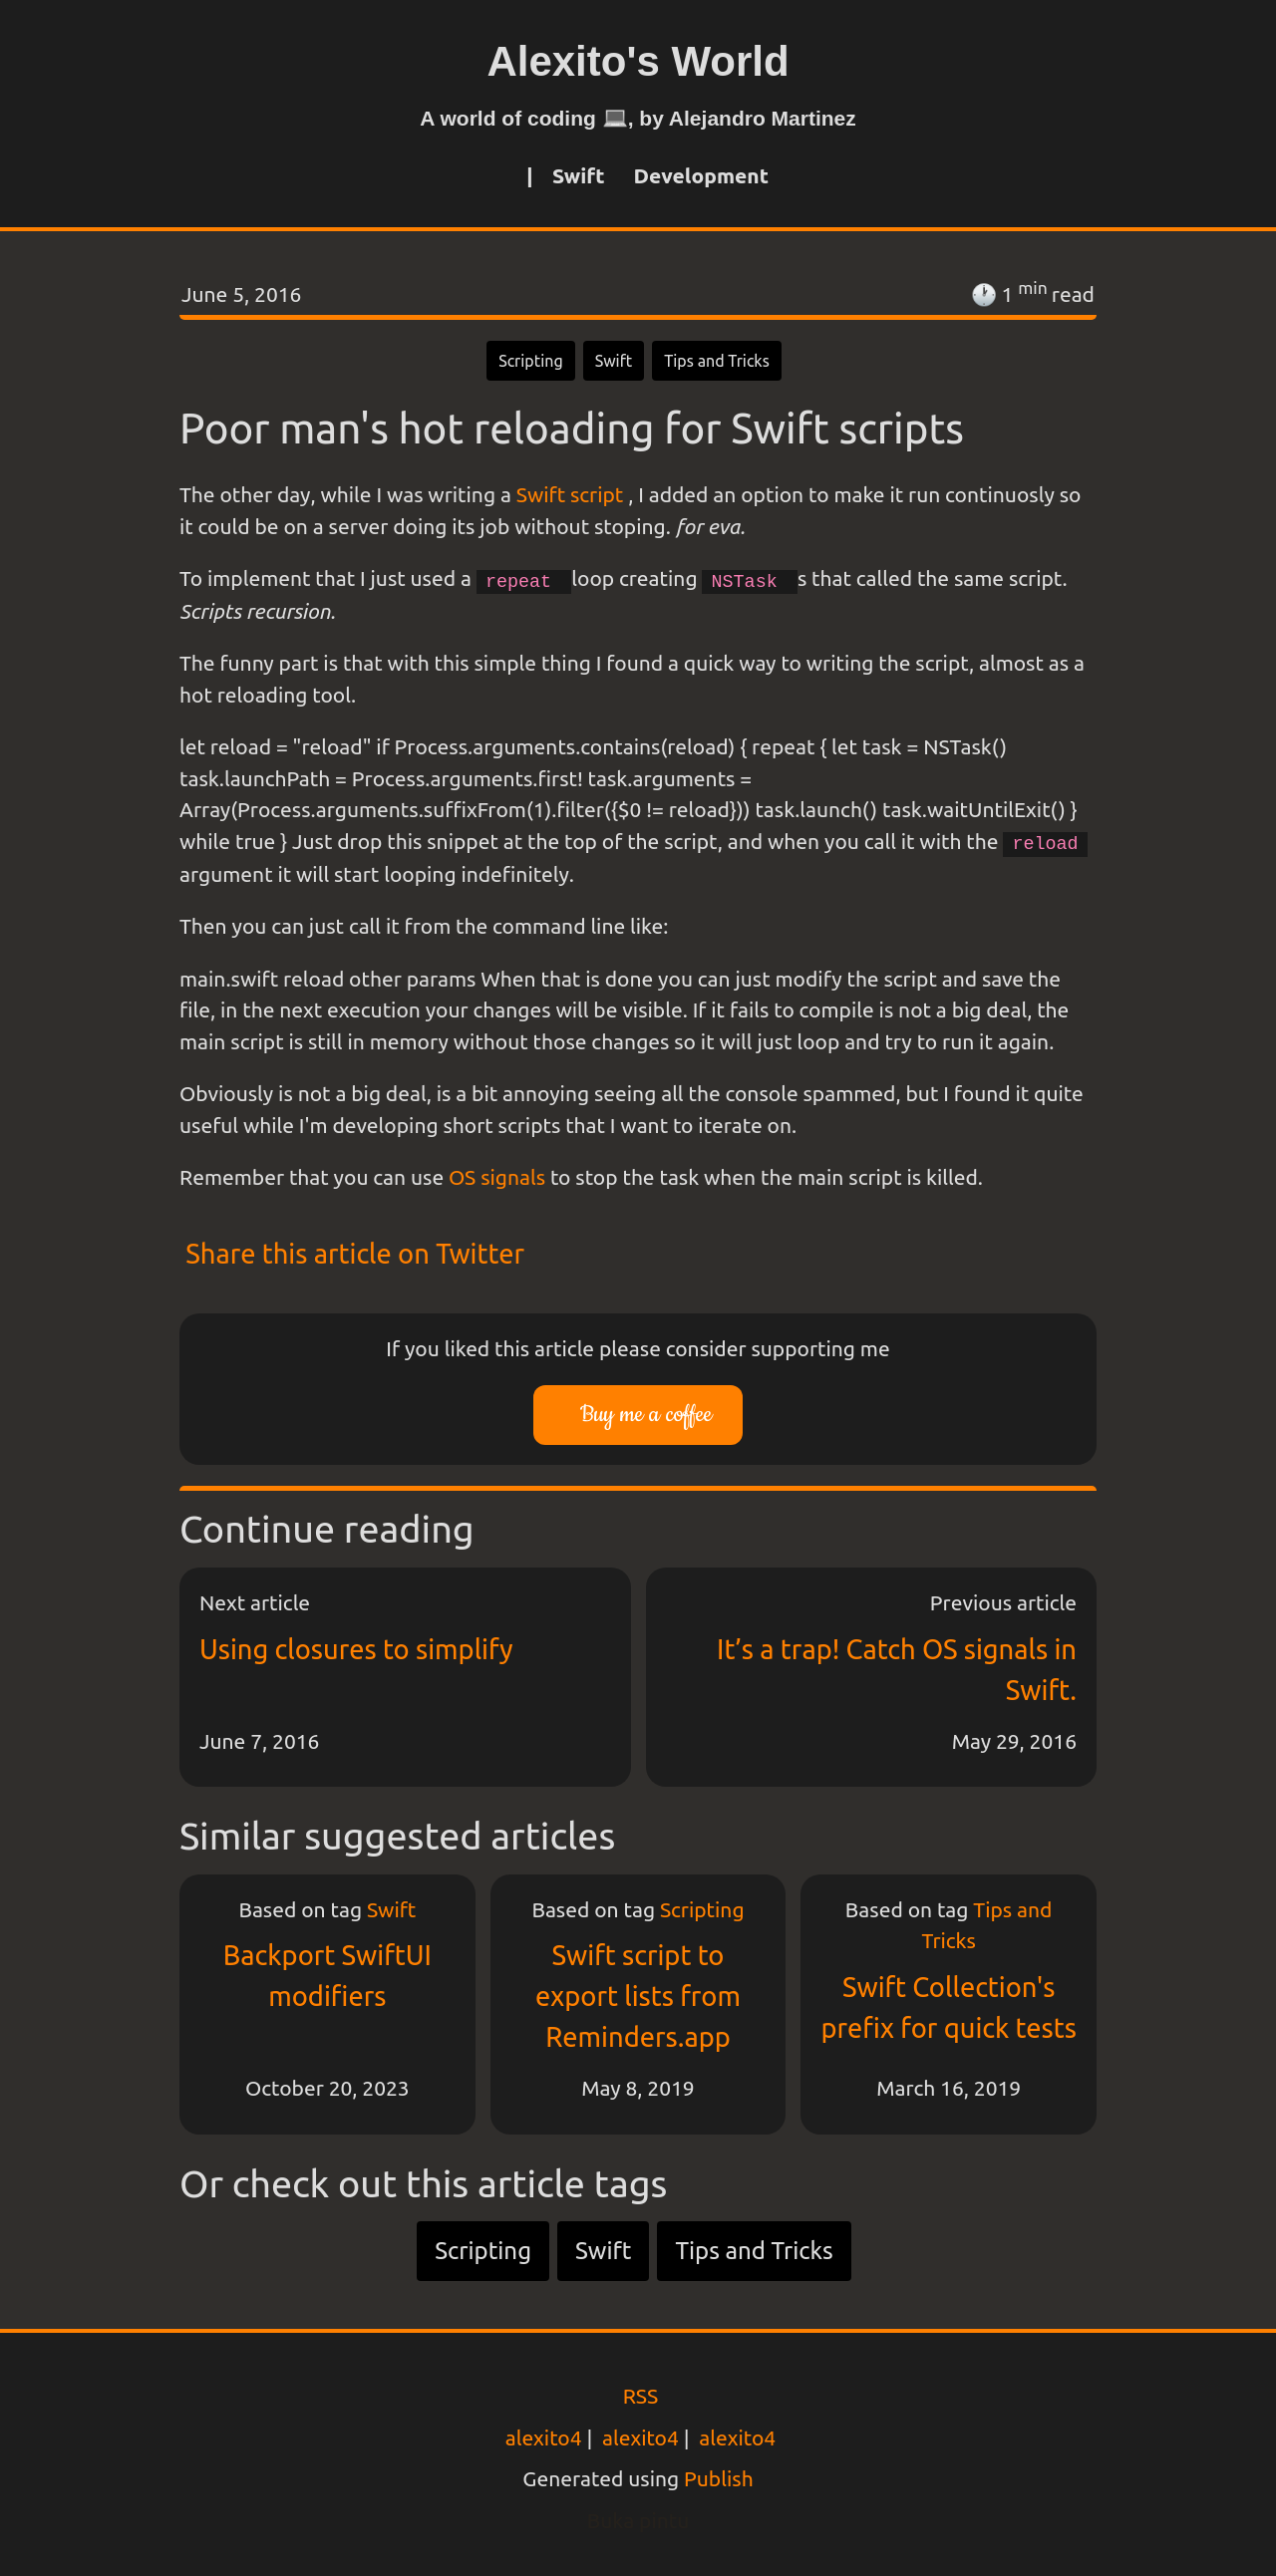 Alexito's World
A world of coding 💻, by Alejandro Martinez
| Swift Development
June 5, 2016
🕐 1 min read
Scripting Swift Tips and Tricks
Poor man's hot reloading for Swift scripts
The other day, while I was writing a Swift script , I added an option to make it run continuosly so
it could be on a server doing its job without stoping. for eva.
To implement that I just used a repeat loop creating NSTask s that called the same script.
Scripts recursion.
The funny part is that with this simple thing I found a quick way to writing the script, almost as a
hot reloading tool.
let reload = "reload" if Process.arguments.contains(reload) { repeat { let task = NSTask()
task.launchPath = Process.arguments.first! task.arguments =
Array(Process.arguments.suffixFrom(1).filter({$0 != reload})) task.launch() task.waitUntilExit() }
while true } Just drop this snippet at the top of the script, and when you call it with the reload
argument it will start looping indefinitely.
Then you can just call it from the command line like:
main.swift reload other params When that is done you can just modify the script and save the
file, in the next execution your changes will be visible. If it fails to compile is not a big deal, the
main script is still in memory without those changes so it will just loop and try to run it again.
Obviously is not a big deal, is a bit annoying seeing all the console spammed, but I found it quite
useful while I'm developing short scripts that I want to iterate on.
Remember that you can use OS signals to stop the task when the main script is killed.
Share this article on Twitter
If you liked this article please consider supporting me
Buy me a coffee
Continue reading
Next article
Using closures to simplify
June 7, 2016
Previous article
It’s a trap! Catch OS signals in
Swift.
May 29, 2016
Similar suggested articles
Based on tag Swift
Backport SwiftUI
modifiers
October 20, 2023
Based on tag Scripting
Swift script to
export lists from
Reminders.app
May 8, 2019
Based on tag Tips and
Tricks
Swift Collection's
prefix for quick tests
March 16, 2019
Or check out this article tags
Scripting Swift Tips and Tricks
RSS
alexito4 | alexito4 | alexito4
Generated using Publish